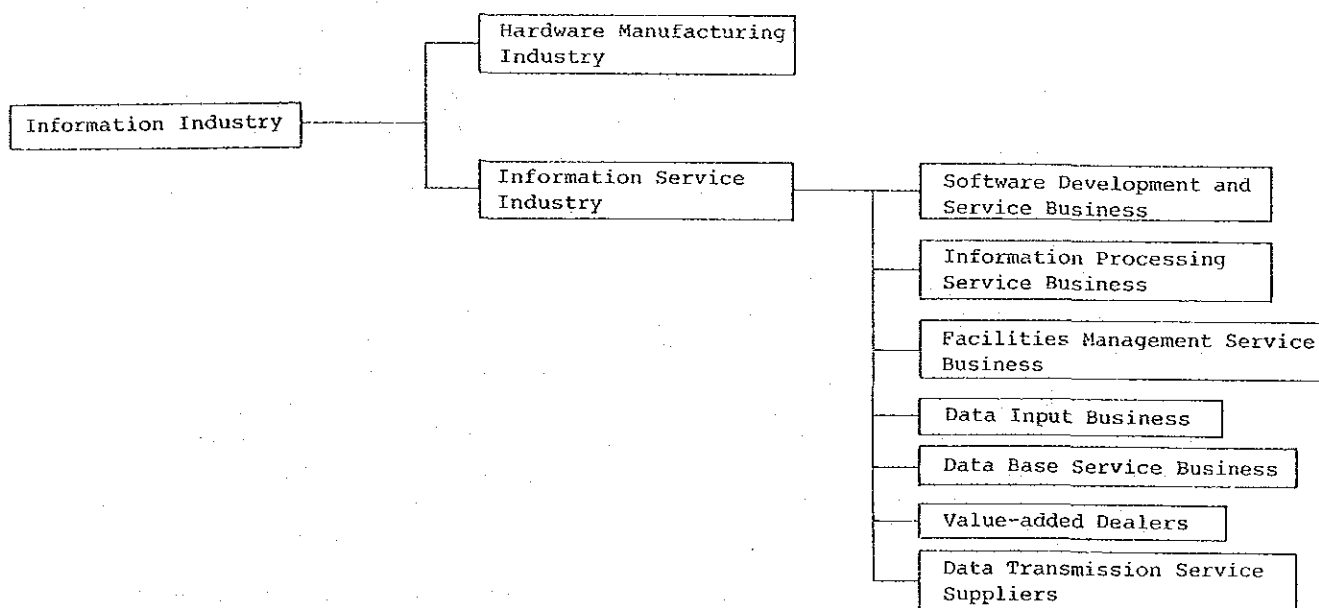 Hardware Manufacturing
Industry
Information Industry
Information Service
Industry
Software Development and
Service Business
Information Processing
Service Business
Facilities Management Service
Business
Data Input Business
Data Base Service Business
Value-added Dealers
Data Transmission Service
Suppliers